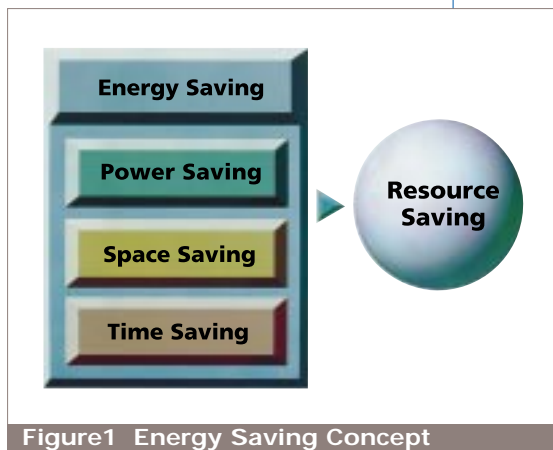 Energy Saving
Power Saving
Space Saving
Time Saving
Resource
Saving
Figure1 Energy Saving Concept